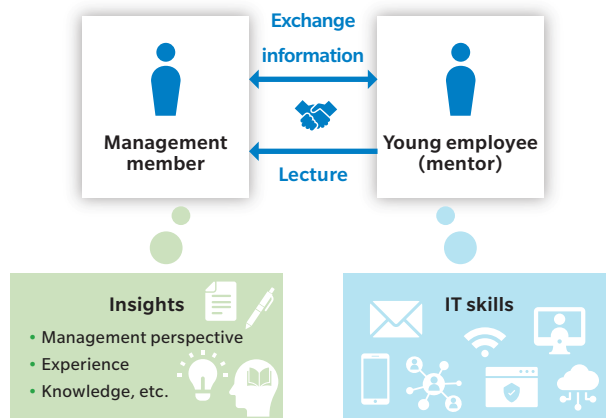 Exchange
information
Management
member
Young employee
(mentor)
Lecture
Insights
• Management perspective
• Experience
• Knowledge, etc.
IT skills